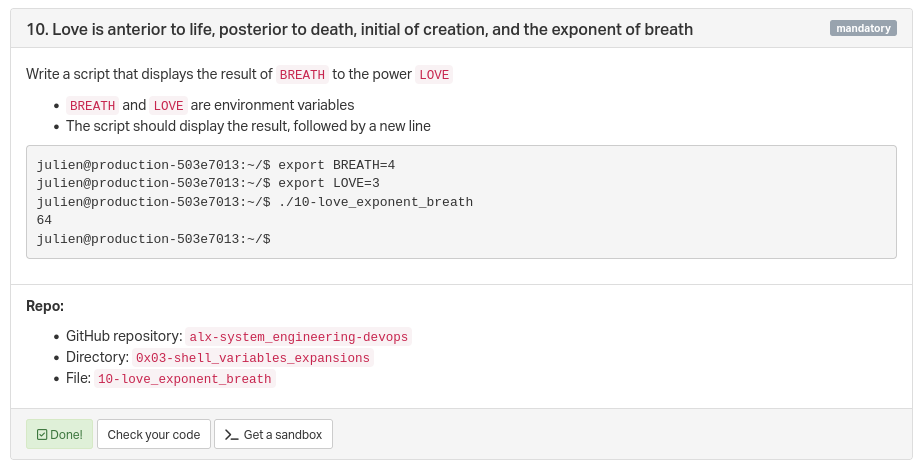 10. Love is anterior to life, posterior to death, initial of creation, and the exponent of breath
mandatory
Write a script that displays the result of BREATH to the power LOVE
• BREATH and LOVE are environment variables
• The script should display the result, followed by a new line
julien@production-503e7013:~/$ export BREATH=4
julien@production-503e7013:~/$ export LOVE=3
julien@production-503e7013:~/$ ./10-love_exponent_breath
64
julien@production-503e7013:~/$
Repo:
• GitHub repository: alx-system_engineering-devops
• Directory: 0x03-shell_variables_expansions
• File: 10-love_exponent_breath
Done! Check your code >_ Get a sandbox